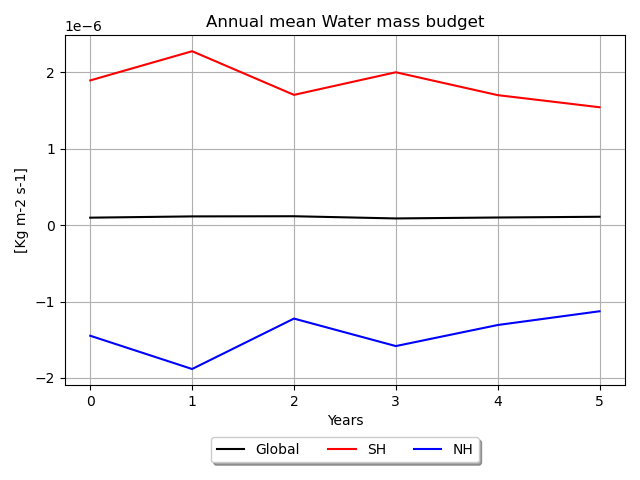 Annual mean Water mass budget
1e−6
2
1
0
−1
−2
[Kg m-2 s-1]
0 1 2 3 4 5
Years
Global SH NH